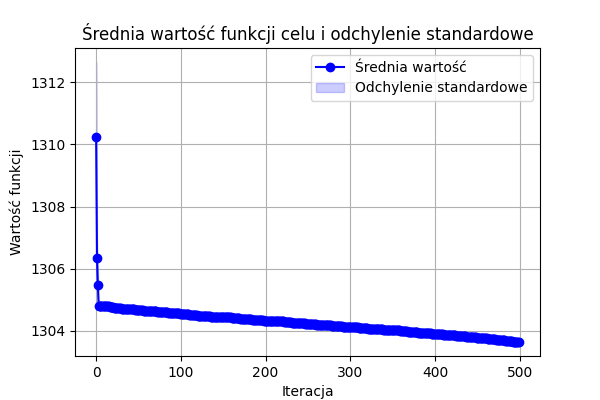 Średnia wartość funkcji celu i odchylenie standardowe
Średnia wartość
Odchylenie standardowe
Wartość funkcji
1312
1310
1308
1306
1304
0 100 200 300 400 500
Iteracja